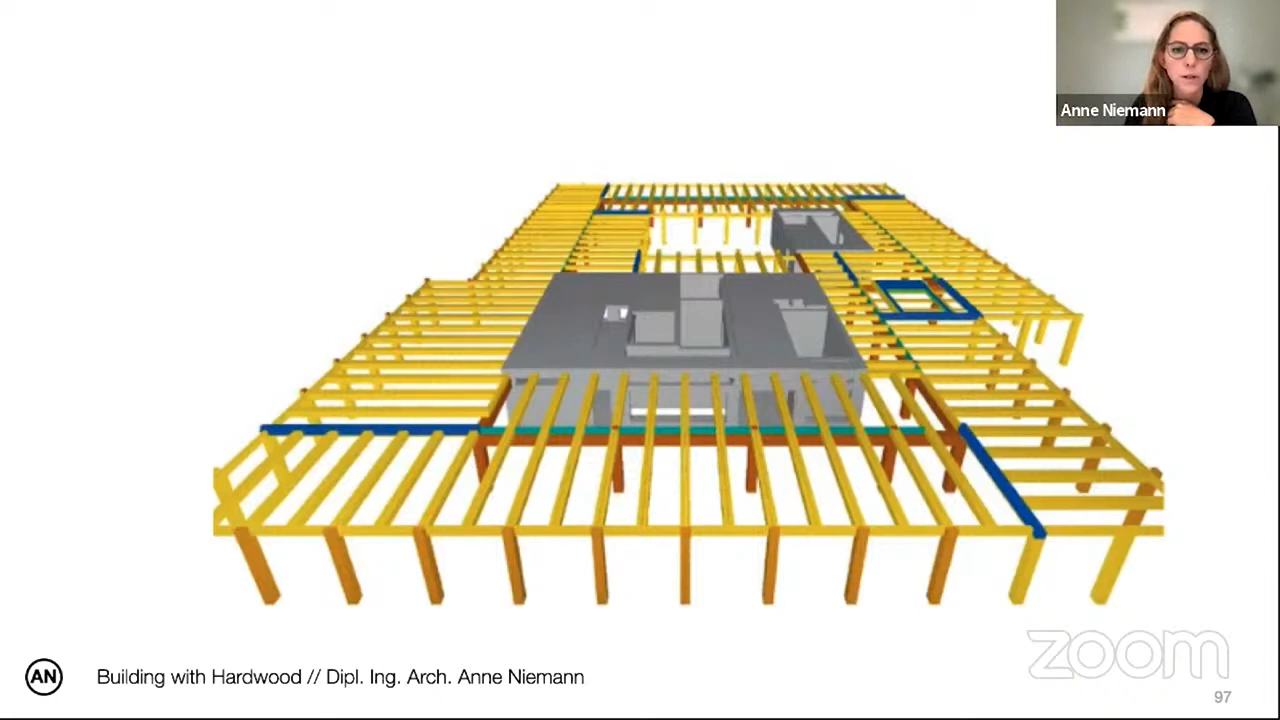 Anne Niemann
AN Building with Hardwood // Dipl. Ing. Arch. Anne Niemann
zoom
97